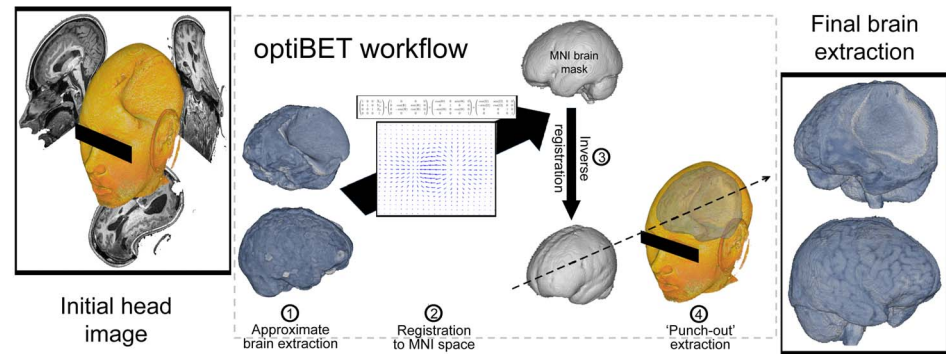 Initial head
image
optiBET workflow
MNI brain
mask
Inverse
registration
3
1
Approximate
brain extraction
2
Registration
to MNI space
4
'Punch-out'
extraction
Final brain
extraction